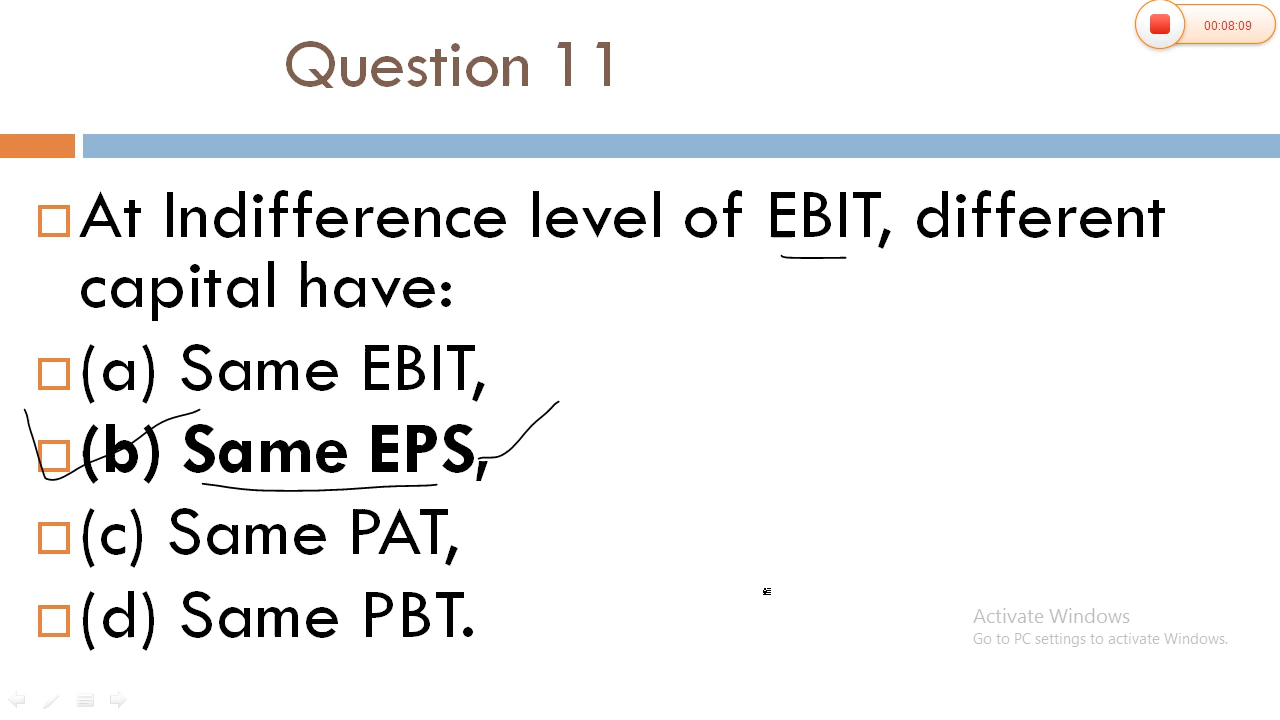 00:08:09
Question 11
At Indifference level of EBIT, different
capital have:
(a) Same EBIT,
(b) Same EPS,
(c) Same PAT,
(d) Same PBT.
Activate Windows
Go to PC settings to activate Windows.